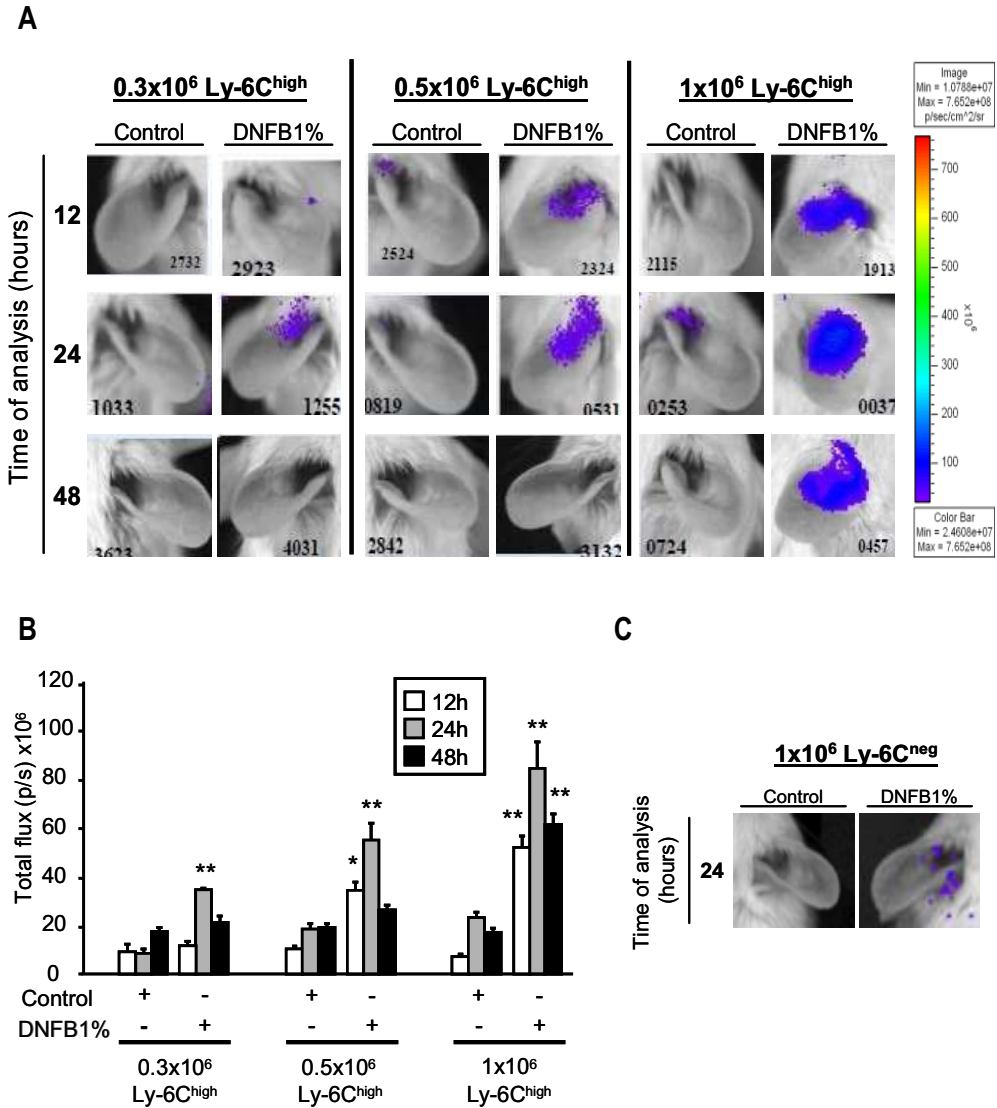 A
0.3x10⁶ Ly-6Chigh
0.5x10⁶ Ly-6Chigh
1x10⁶ Ly-6Chigh
Control DNFB1% Control DNFB1% Control DNFB1%
Time of analysis (hours)
12
2732 2923 2524 2324 2115 1913
24
1033 1255 0819 0531 0253 0037
48
3623 4031 2842 3132 0724 0457
Image
Min = 1.0788e+07
Max = 7.652e+08
p/sec/cm^2/sr
700
600
500
400
300
200
100
x10⁶
Color Bar
Min = 2.4608e+07
Max = 7.652e+08
B
Total flux (p/s) x10⁶
120
100
80
60
40
20
0
12h
24h
48h
**
*
**
**
**
**
Control + - + - + -
DNFB1% - + - + - +
0.3x10⁶ 0.5x10⁶ 1x10⁶
Ly-6Chigh Ly-6Chigh Ly-6Chigh
C
1x10⁶ Ly-6Cneg
Control DNFB1%
Time of analysis
(hours)
24